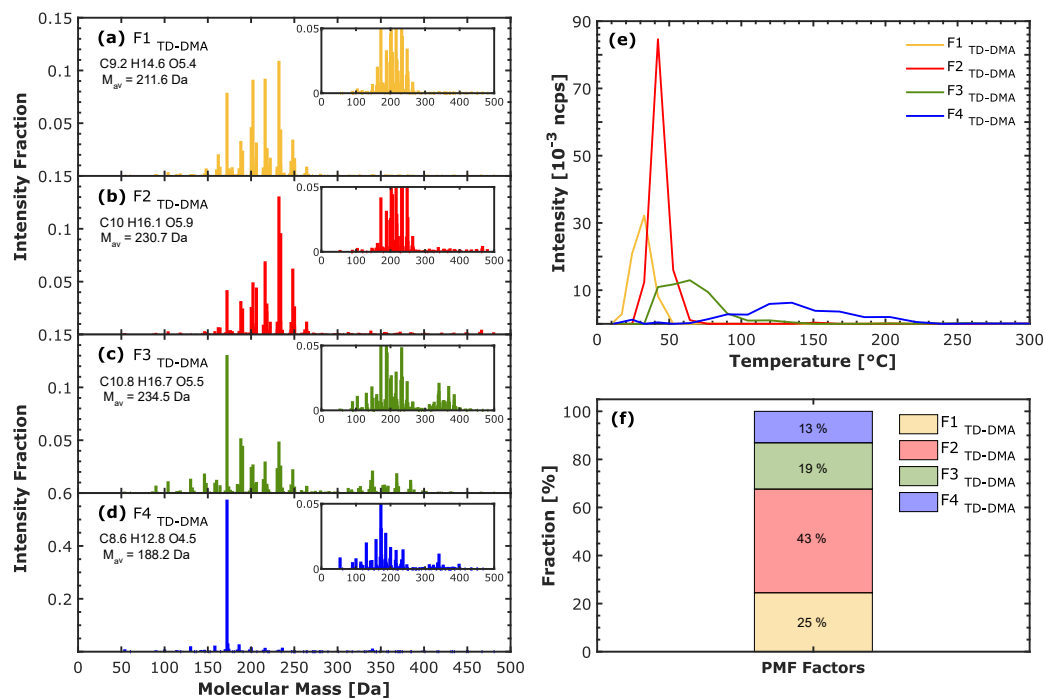 (a) F1 TD-DMA
C9.2 H14.6 O5.4
Mav = 211.6 Da
0.15
0.1
0.05
Intensity Fraction
0.05
0
0 100 200 300 400 500
(b) F2 TD-DMA
C10 H16.1 O5.9
Mav = 230.7 Da
0.15
0.1
0.05
0.05
0
0 100 200 300 400 500
(c) F3 TD-DMA
C10.8 H16.7 O5.5
Mav = 234.5 Da
0.15
0.1
0.05
Intensity Fraction
0.05
0
0 100 200 300 400 500
(d) F4 TD-DMA
C8.6 H12.8 O4.5
Mav = 188.2 Da
0.6
0.4
0.2
0.05
0
0 100 200 300 400 500
0 50 100 150 200 250 300 350 400 450 500
Molecular Mass [Da]
(e)
F1 TD-DMA
F2 TD-DMA
F3 TD-DMA
F4 TD-DMA
90
70
50
30
10
Intensity [10-3 ncps]
0 50 100 150 200 250 300
Temperature [°C]
(f)
F1 TD-DMA
F2 TD-DMA
F3 TD-DMA
F4 TD-DMA
100
80
60
40
20
0
Fraction [%]
13 %
19 %
43 %
25 %
PMF Factors